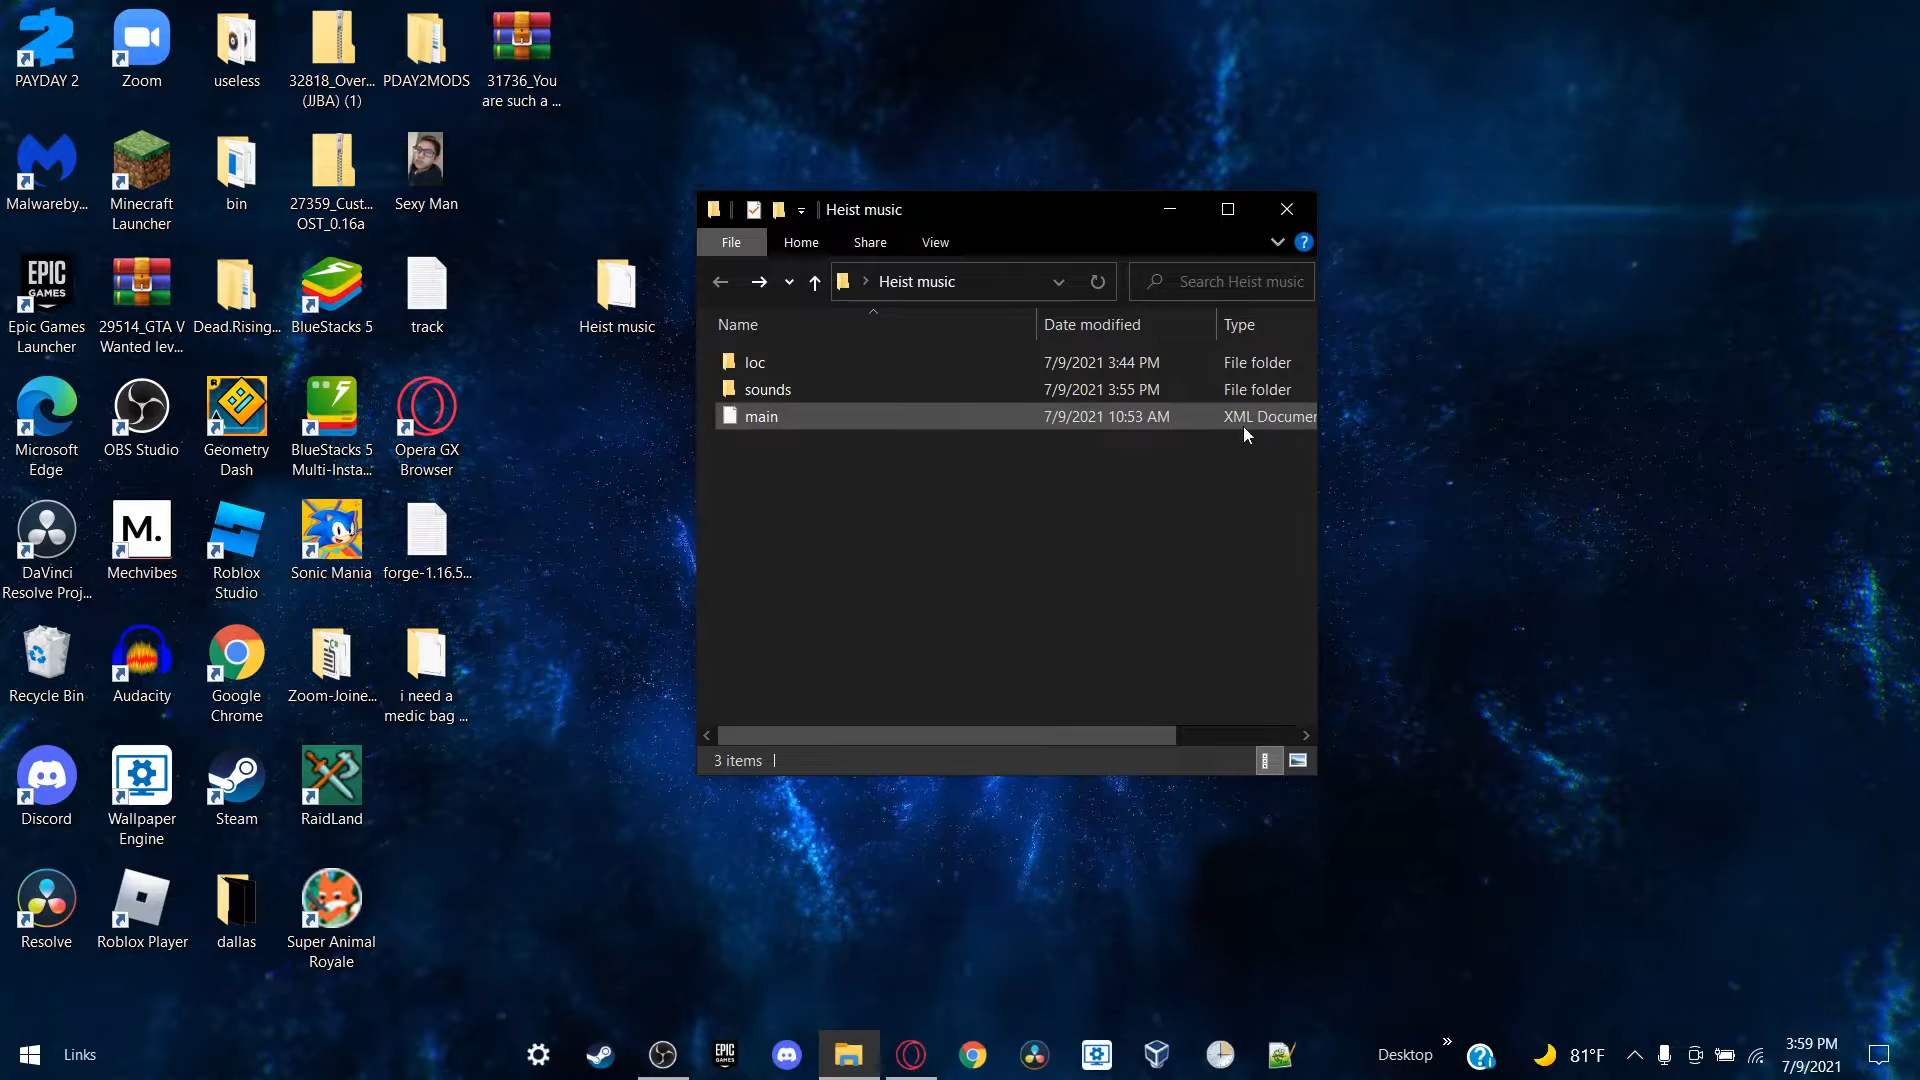 PAYDAY 2
Zoom
useless
32818_Over...
(JJBA) (1)
PDAY2MODS
31736_You
are such a ...
Malwareby...
Minecraft
Launcher
bin
27359_Cust...
OST_0.16a
Sexy Man
EPIC
GAMES
Epic Games
Launcher
29514_GTA V
Wanted lev...
Dead.Rising...
BlueStacks 5
track
Heist music
Microsoft
Edge
OBS Studio
Geometry
Dash
BlueStacks 5
Multi-Insta...
Opera GX
Browser
DaVinci
Resolve Proj...
M.
Mechvibes
Roblox
Studio
Sonic Mania
forge-1.16.5...
Recycle Bin
Audacity
Google
Chrome
Zoom-Joine...
i need a
medic bag ...
Discord
Wallpaper
Engine
Steam
RaidLand
Resolve
Roblox Player
dallas
Super Animal
Royale
Heist music
File Home Share View
Heist music
Search Heist music
Name Date modified Type
loc 7/9/2021 3:44 PM File folder
sounds 7/9/2021 3:55 PM File folder
main 7/9/2021 10:53 AM XML Documen
3 items
Links
EPIC
GAMES
Desktop
81°F
3:59 PM
7/9/2021